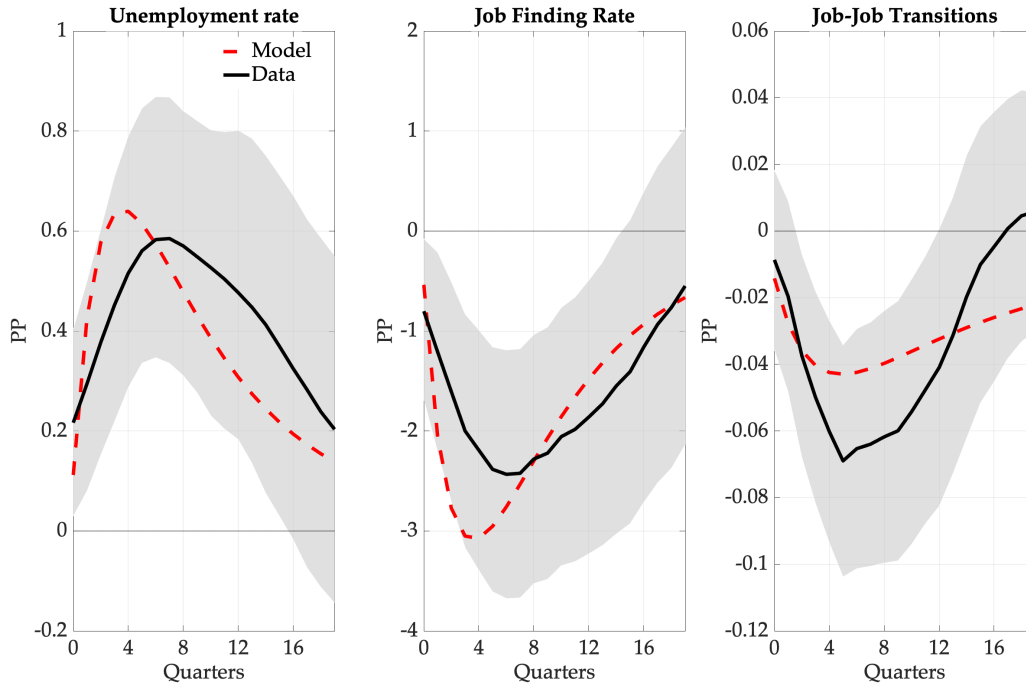 Unemployment rate
1
0.8
0.6
0.4
0.2
0
-0.2
PP
Model
Data
0 4 8 12 16
Quarters
Job Finding Rate
2
1
0
-1
-2
-3
-4
PP
0 4 8 12 16
Quarters
Job-Job Transitions
0.06
0.04
0.02
0
-0.02
-0.04
-0.06
-0.08
-0.1
-0.12
PP
0 4 8 12 16
Quarters